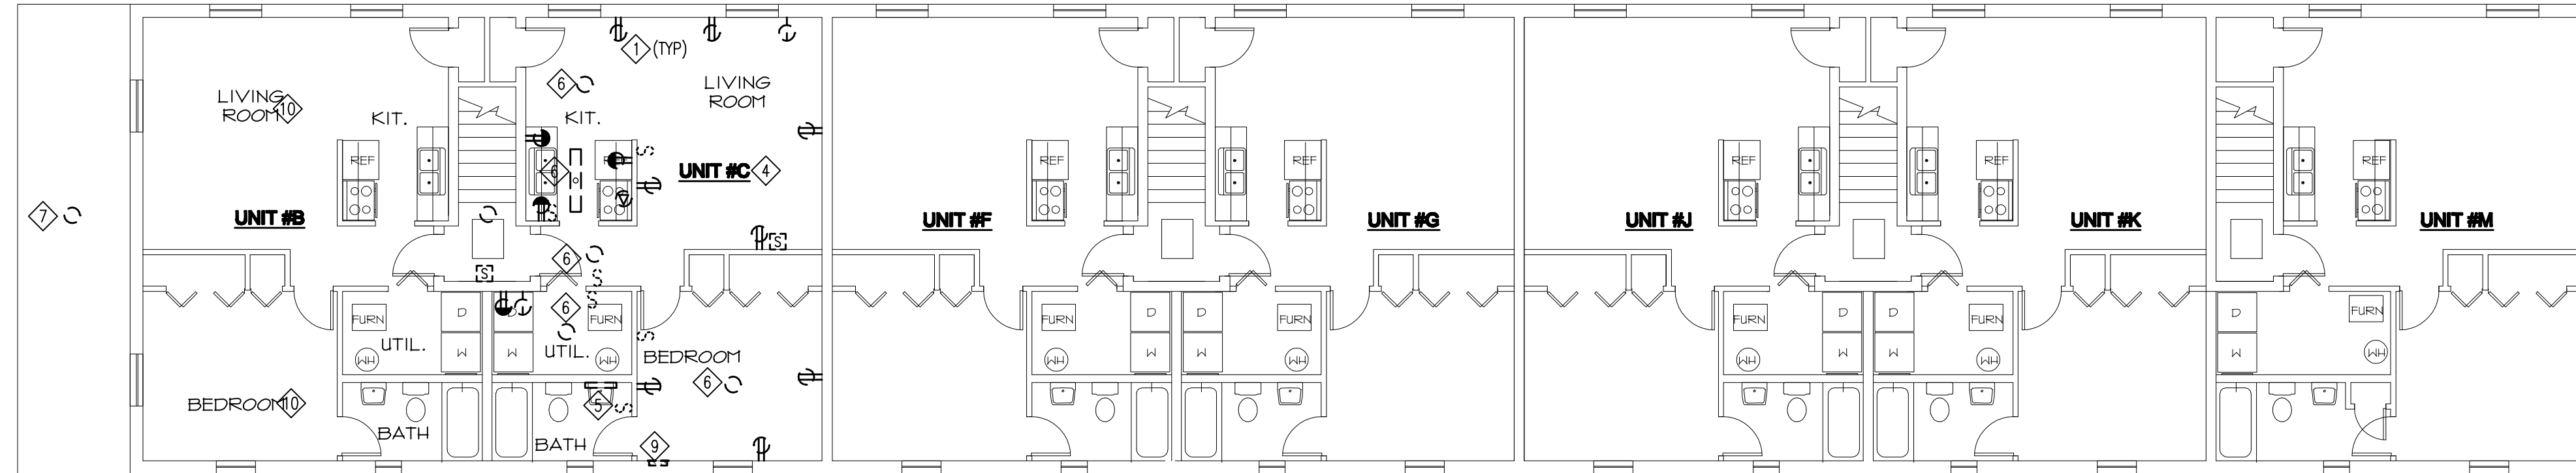 1 (TYP)
6
LIVING
ROOM
10
KIT.
KIT.
LIVING
ROOM
REF
UNIT #C
4
6
REF
REF
REF
REF
REF
7
UNIT #B
UNIT #F
UNIT #G
UNIT #J
UNIT #K
UNIT #M
S
S
S
S
6
S
S
6
FURN
D
D
FURN
FURN
D
D
FURN
FURN
D
D
FURN
D
FURN
S
UTIL.
WH
W
W
UTIL.
WH
BEDROOM
WH
W
W
WH
WH
W
W
WH
W
WH
6
BEDROOM
10
5
S
BATH
BATH
9